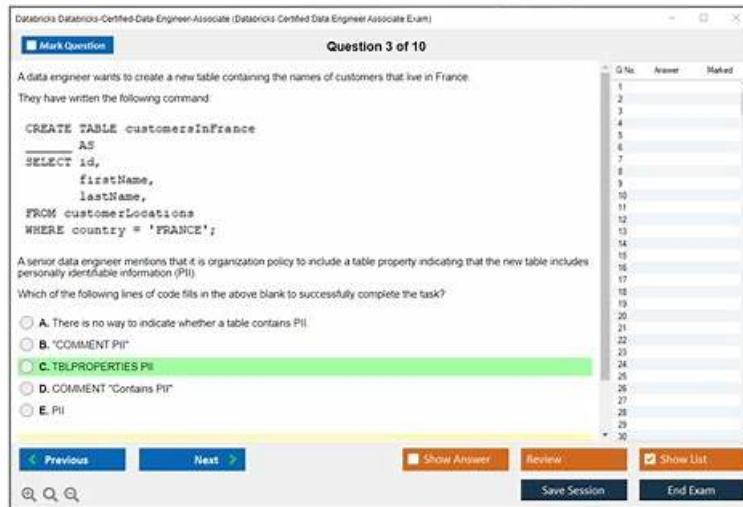 Databricks Databricks-Certified-Data-Engineer-Associate (Databricks Certified Data Engineer Associate Exam)
Mark Question
Question 3 of 10
A data engineer wants to create a new table containing the names of customers that live in France.
They have written the following command:
CREATE TABLE customersInFrance
_____ AS
SELECT id,
firstName,
lastName,
FROM customerLocations
WHERE country = 'FRANCE';
A senior data engineer mentions that it is organization policy to include a table property indicating that the new table includes
personally identifiable information (PII).
Which of the following lines of code fills in the above blank to successfully complete the task?
A. There is no way to indicate whether a table contains PII.
B. "COMMENT PII"
C. TBLPROPERTIES PII
D. COMMENT "Contains PII"
E. PII
Previous
Next
Show Answer
Review
Show List
Save Session
End Exam
Q No. Answer Marked
1
2
3
4
5
6
7
8
9
10
11
12
13
14
15
16
17
18
19
20
21
22
23
24
25
26
27
28
29
30